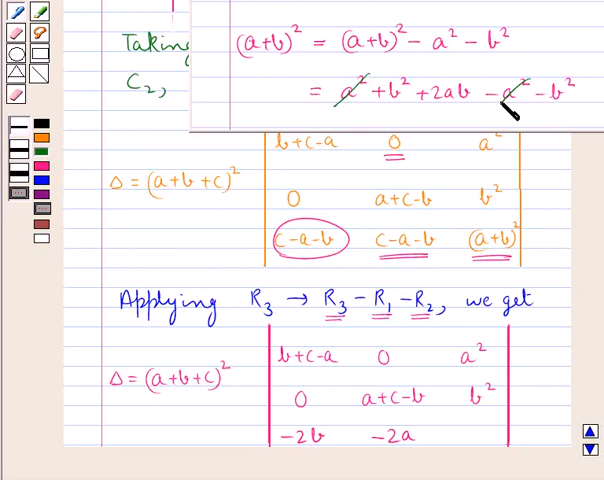 (a+b)² = (a+b)² - a² - b²
= a² + b² + 2ab - a² - b²
Taking
C₂,
b+c-a 0 a²
Δ = (a+b+c)² 0 a+c-b b²
c-a-b c-a-b (a+b)²
Applying R₃ → R₃ - R₁ - R₂, we get
b+c-a 0 a²
Δ = (a+b+c)² 0 a+c-b b²
-2b -2a